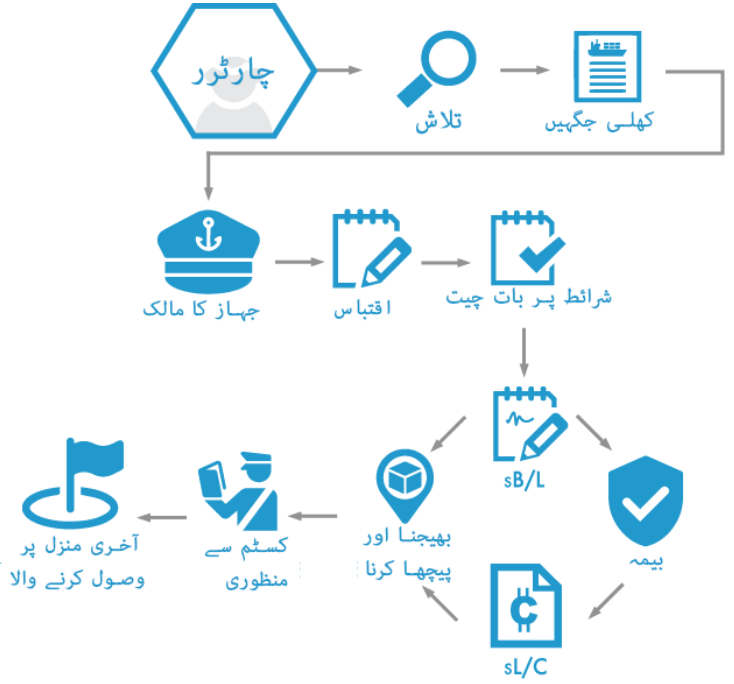 چارٹرر
تلاش
کھلی جگہیں
جہاز کا مالک
اقتباس
شرائط پر بات چیت
sB/L
بیمہ
sL/C
بھیجنا اور
پیچھا کرنا
کسٹم سے
منظوری
آخری منزل پر
وصول کرنے والا